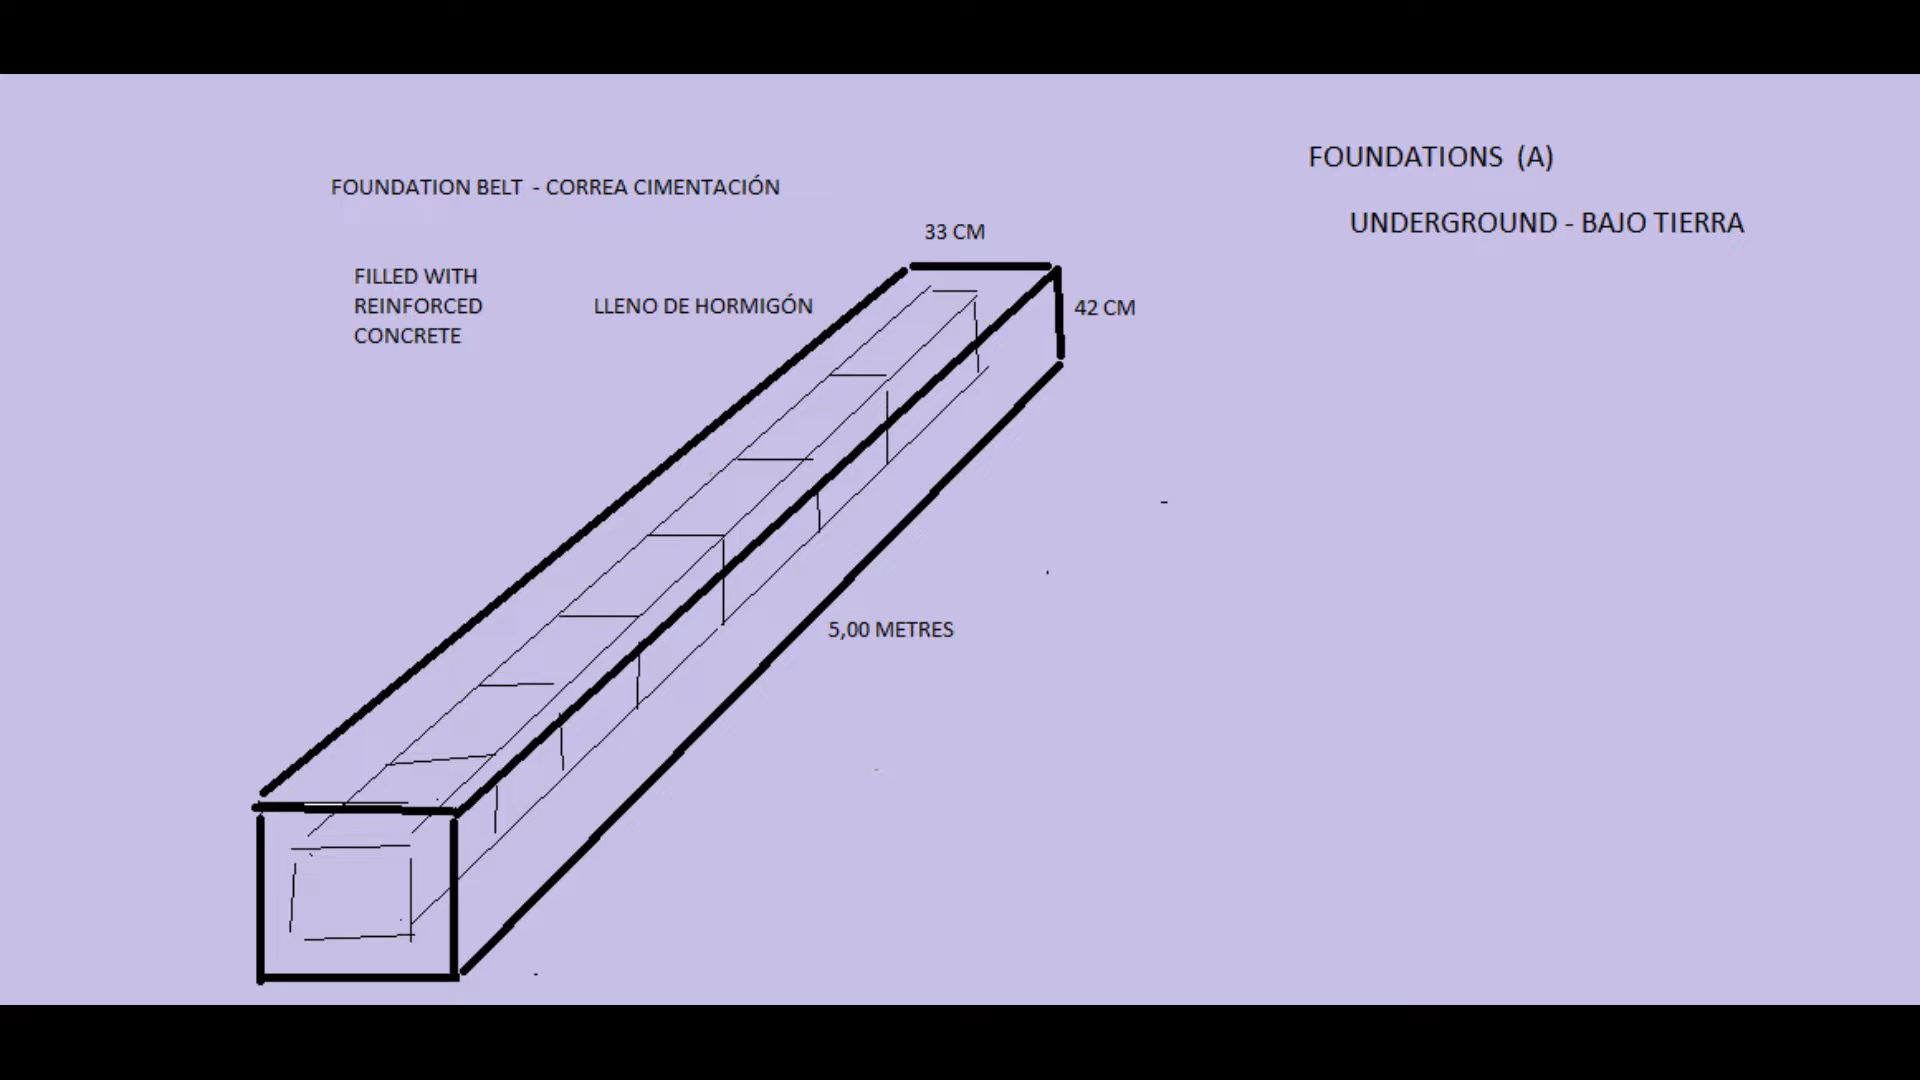 FOUNDATIONS (A)
FOUNDATION BELT - CORREA CIMENTACIÓN
UNDERGROUND - BAJO TIERRA
33 CM
FILLED WITH
REINFORCED
CONCRETE
LLENO DE HORMIGÓN
42 CM
5,00 METRES